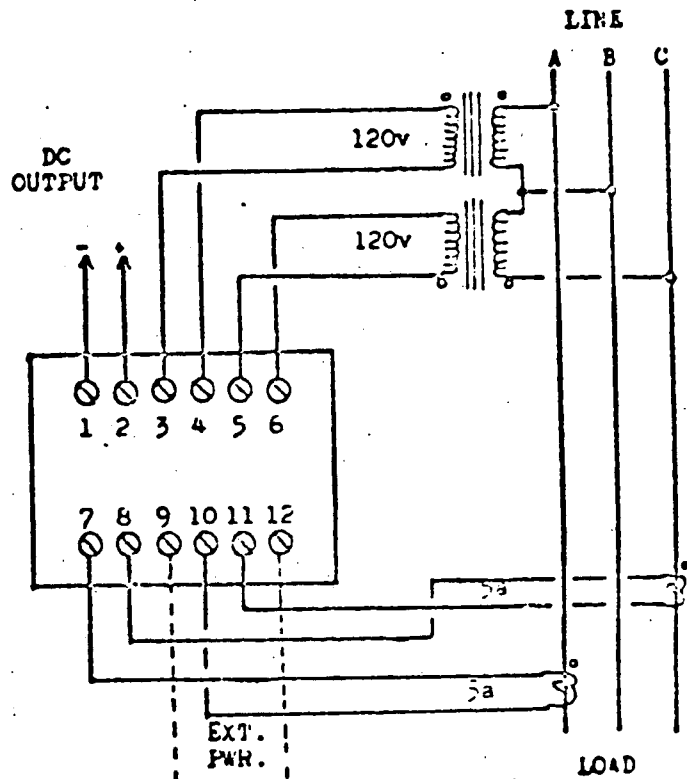 LINE
A B C
120v
DC
OUTPUT
- +
120v
1 2 3 4 5 6
7 8 9 10 11 12
5a
5a
EXT.
PWR.
LOAD